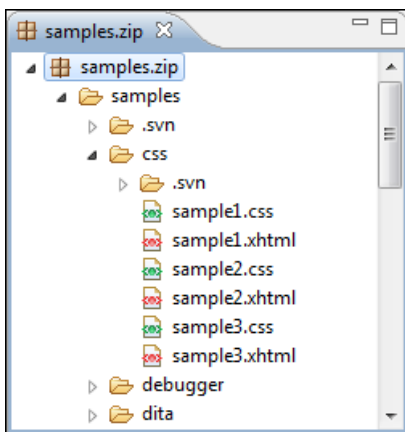 samples.zip
samples.zip
samples
.svn
css
.svn
sample1.css
sample1.xhtml
sample2.css
sample2.xhtml
sample3.css
sample3.xhtml
debugger
dita